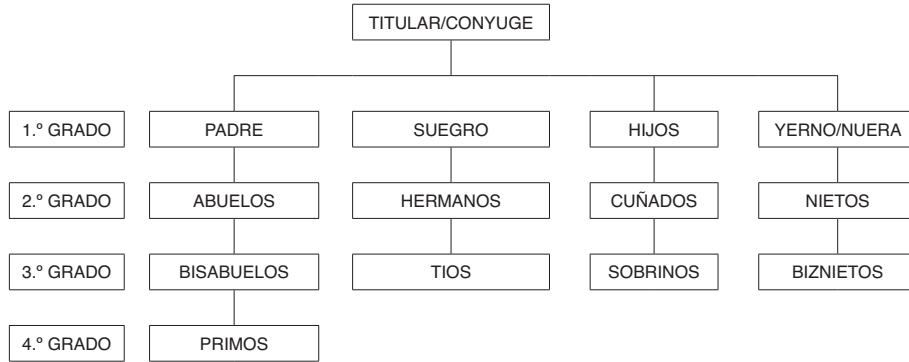 TITULAR/CONYUGE
1.º GRADO PADRE SUEGRO HIJOS YERNO/NUERA
2.º GRADO ABUELOS HERMANOS CUÑADOS NIETOS
3.º GRADO BISABUELOS TIOS SOBRINOS BIZNIETOS
4.º GRADO PRIMOS